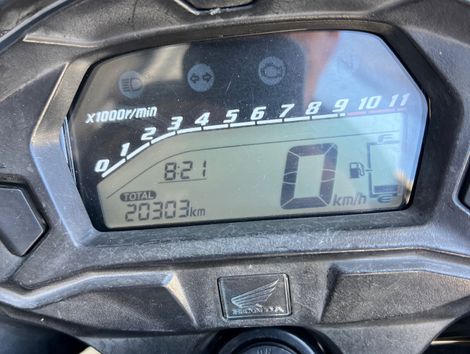 N
x1000r/min
0 1 2 3 4 5 6 7 8 9 10 11
F
8:21
0 km/h
TOTAL
20303km
E
HONDA